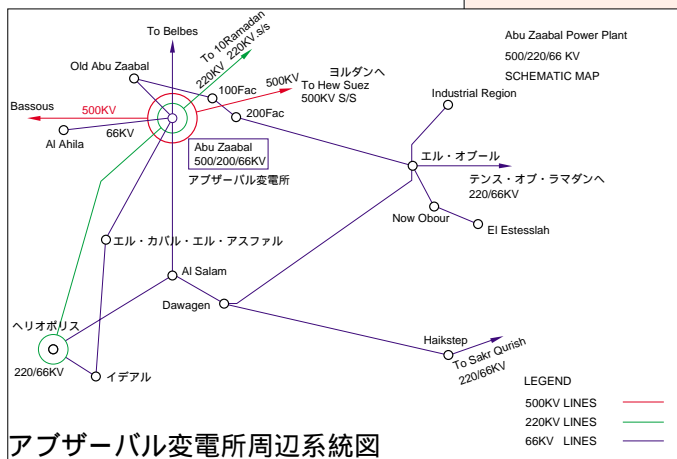 Abu Zaabal Power Plant
500/220/66 KV
SCHEMATIC MAP
To Belbes
To 10Ramadan
220KV 220KV s/s
Old Abu Zaabal
ヨルダンへ
500KV
To Hew Suez
500KV S/S
100Fac
200Fac
Industrial Region
Bassous
500KV
66KV
Al Ahila
Abu Zaabal
500/200/66KV
アブザーバル変電所
エル・オブール
テンス・オブ・ラマダンへ
220/66KV
Now Obour
El Estesslah
エル・カバル・エル・アスファル
Al Salam
Dawagen
ヘリオポリス
220/66KV
イデアル
Haikstep
To Sakr Qurish
220/66KV
LEGEND
500KV LINES
220KV LINES
66KV LINES
アブザーバル変電所周辺系統図